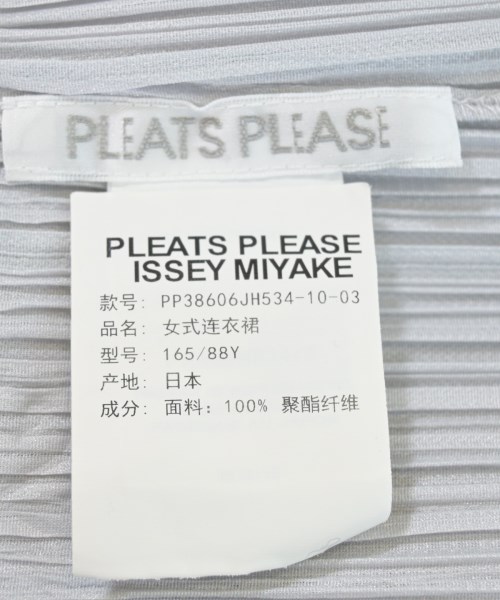 PLEATS PLEASE
PLEATS PLEASE
ISSEY MIYAKE
款号: PP38606JH534-10-03
品名: 女式连衣裙
型号: 165/88Y
产地: 日本
成分: 面料: 100% 聚酯纤维